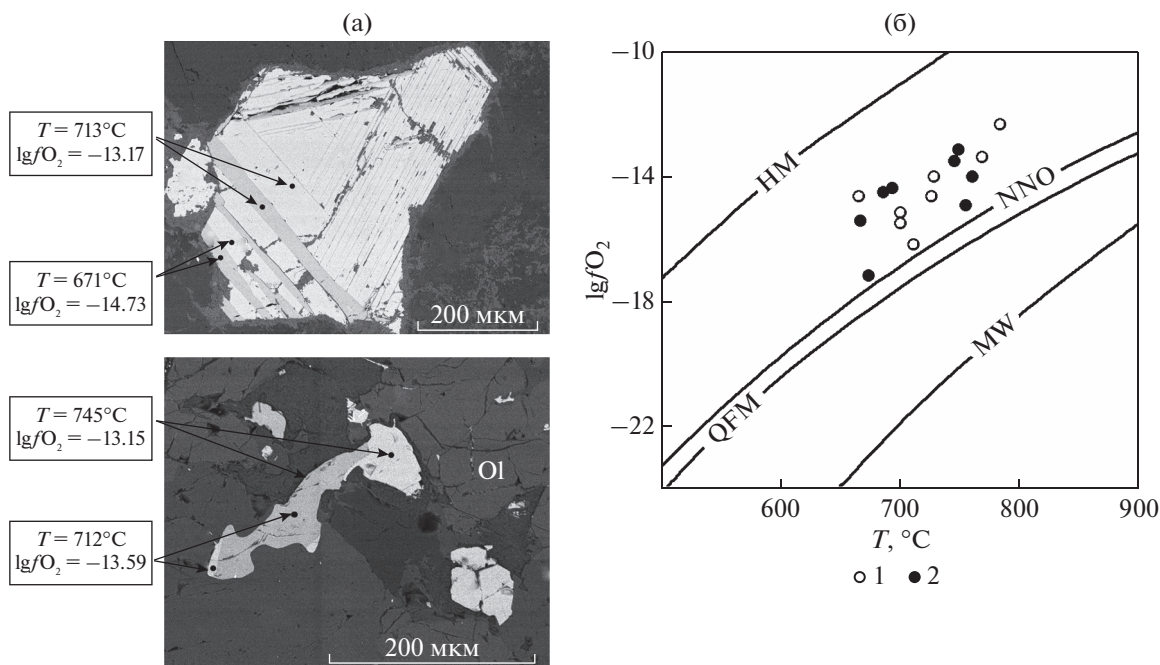 (а)
T = 713°C
lgfO₂ = −13.17
T = 671°C
lgfO₂ = −14.73
200 мкм
T = 745°C
lgfO₂ = −13.15
T = 712°C
lgfO₂ = −13.59
Ol
200 мкм
(б)
lgfO₂
−10
−14
−18
−22
HM
NNO
QFM
MW
600 700 800 900
T, °C
1 2